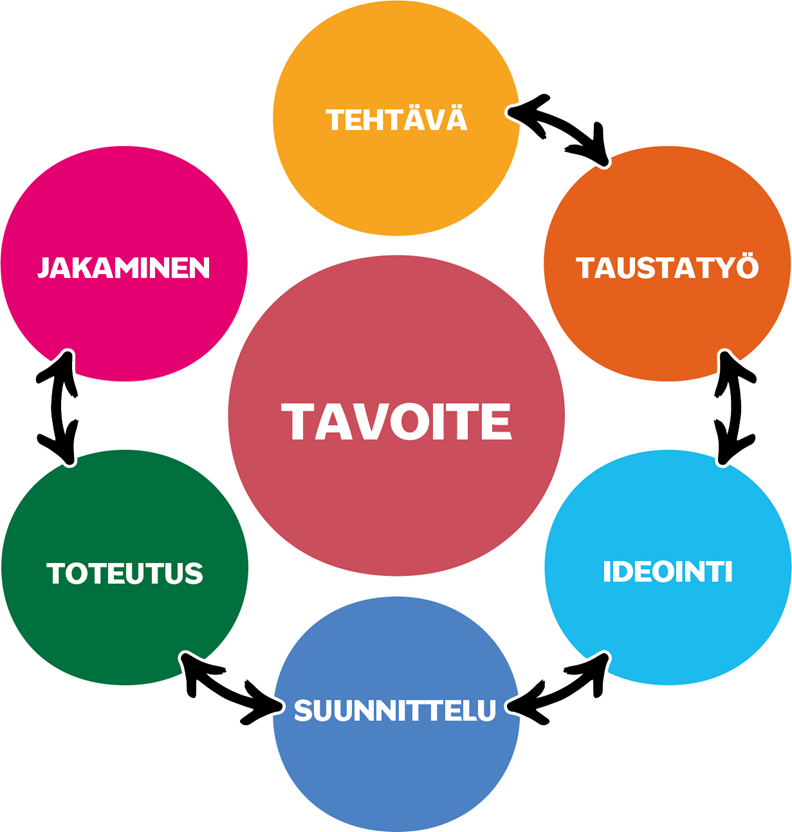 TEHTÄVÄ
TAUSTATYÖ
IDEOINTI
SUUNNITTELU
TOTEUTUS
JAKAMINEN
TAVOITE